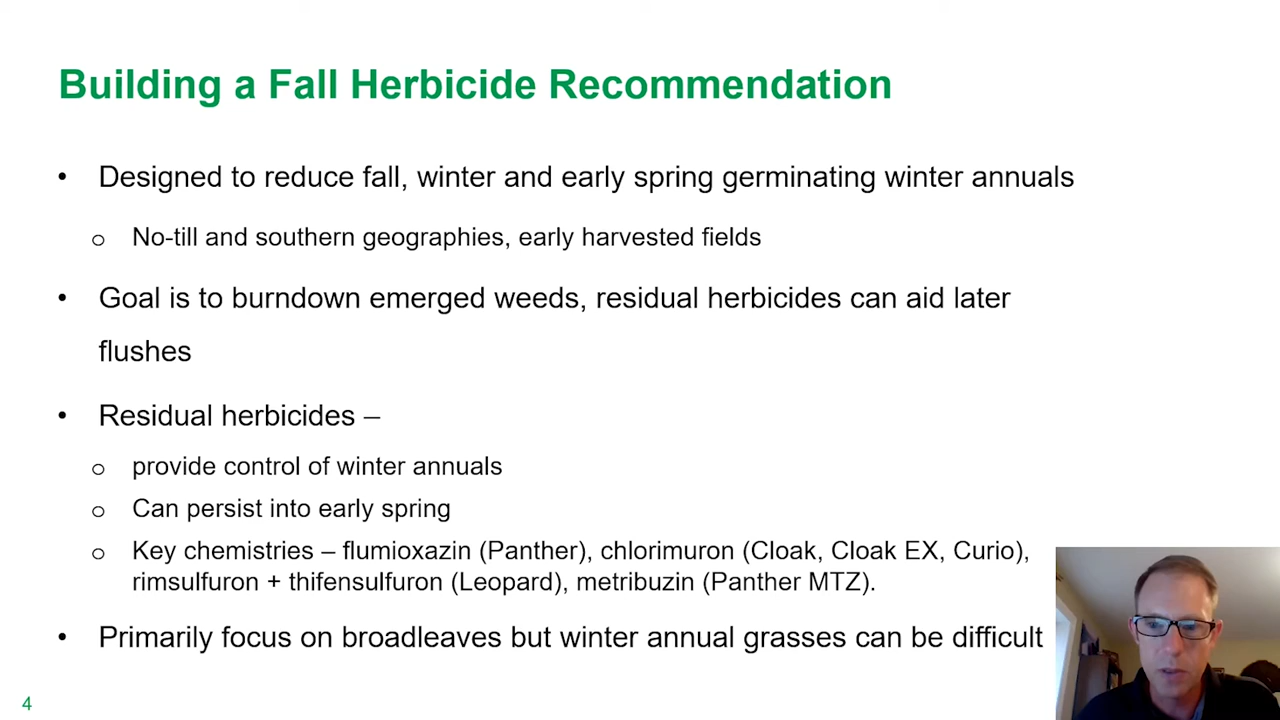 Building a Fall Herbicide Recommendation
• Designed to reduce fall, winter and early spring germinating winter annuals
o No-till and southern geographies, early harvested fields
• Goal is to burndown emerged weeds, residual herbicides can aid later
flushes
• Residual herbicides –
o provide control of winter annuals
o Can persist into early spring
o Key chemistries – flumioxazin (Panther), chlorimuron (Cloak, Cloak EX, Curio),
rimsulfuron + thifensulfuron (Leopard), metribuzin (Panther MTZ).
• Primarily focus on broadleaves but winter annual grasses can be difficult
4